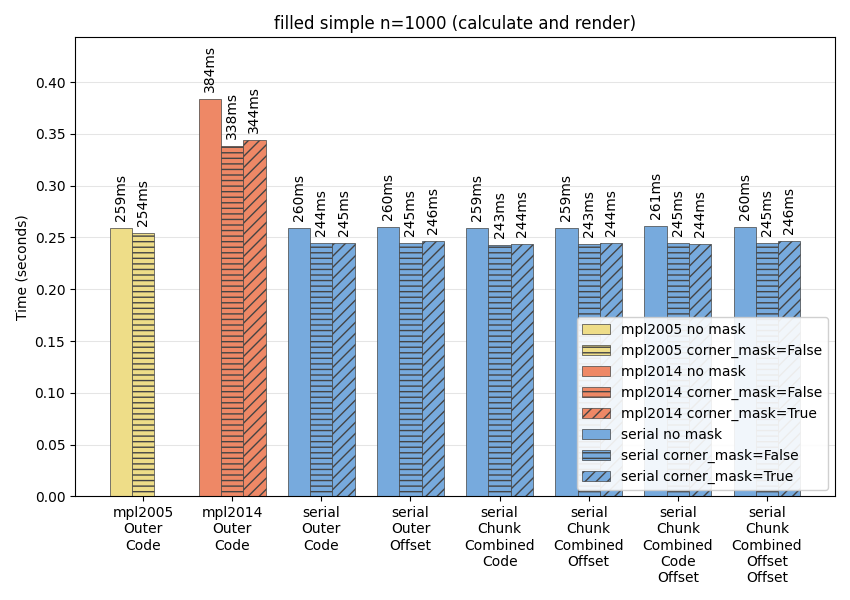 filled simple n=1000 (calculate and render)
Time (seconds)
0.40
0.35
0.30
0.25
0.20
0.15
0.10
0.05
0.00
259ms
254ms
384ms
338ms
344ms
260ms
244ms
245ms
260ms
245ms
246ms
259ms
243ms
244ms
259ms
243ms
244ms
261ms
245ms
244ms
260ms
245ms
246ms
mpl2005 no mask
mpl2005 corner_mask=False
mpl2014 no mask
mpl2014 corner_mask=False
mpl2014 corner_mask=True
serial no mask
serial corner_mask=False
serial corner_mask=True
mpl2005
Outer
Code
mpl2014
Outer
Code
serial
Outer
Code
serial
Outer
Offset
serial
Chunk
Combined
Code
serial
Chunk
Combined
Offset
serial
Chunk
Combined
Code
Offset
serial
Chunk
Combined
Offset
Offset